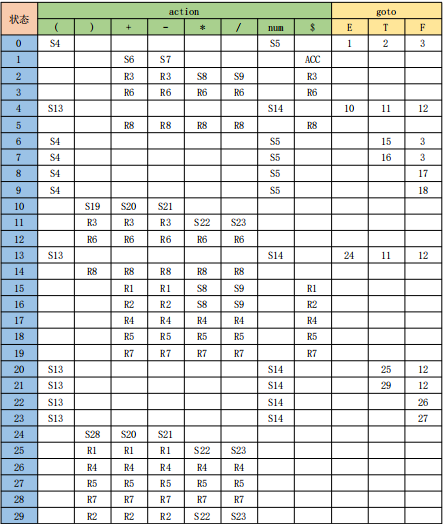 状态 action goto
( ) + - * / num $ E T F
0 S4 S5 1 2 3
1 S6 S7 ACC
2 R3 R3 S8 S9 R3
3 R6 R6 R6 R6 R6
4 S13 S14 10 11 12
5 R8 R8 R8 R8 R8
6 S4 S5 15 3
7 S4 S5 16 3
8 S4 S5 17
9 S4 S5 18
10 S19 S20 S21
11 R3 R3 R3 S22 S23
12 R6 R6 R6 R6 R6
13 S13 S14 24 11 12
14 R8 R8 R8 R8 R8
15 R1 R1 S8 S9 R1
16 R2 R2 S8 S9 R2
17 R4 R4 R4 R4 R4
18 R5 R5 R5 R5 R5
19 R7 R7 R7 R7 R7
20 S13 S14 25 12
21 S13 S14 29 12
22 S13 S14 26
23 S13 S14 27
24 S28 S20 S21
25 R1 R1 R1 S22 S23
26 R4 R4 R4 R4 R4
27 R5 R5 R5 R5 R5
28 R7 R7 R7 R7 R7
29 R2 R2 R2 S22 S23